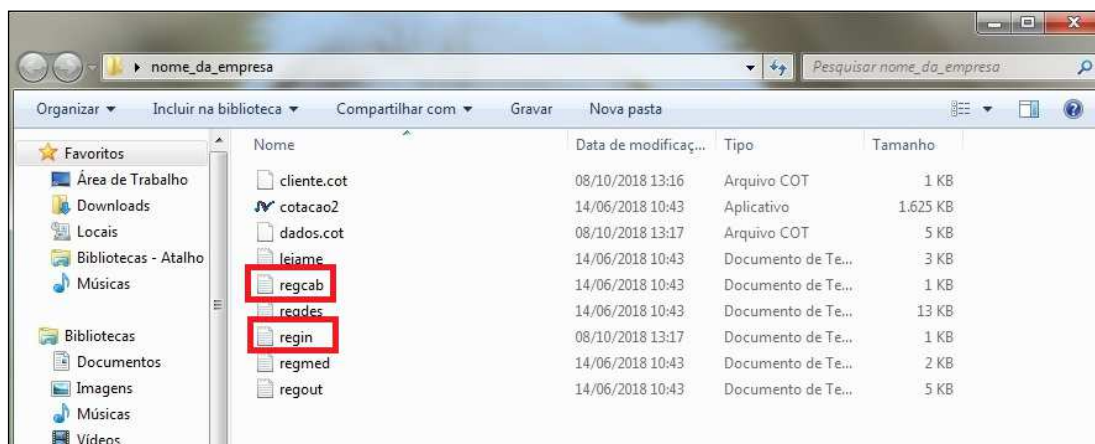 nome_da_empresa
Pesquisar nome_da_empresa
Organizar
Incluir na biblioteca
Compartilhar com
Gravar
Nova pasta
Favoritos
Área de Trabalho
Downloads
Locais
Bibliotecas - Atalho
Músicas
Bibliotecas
Documentos
Imagens
Músicas
Vídeos
Nome Data de modificaç... Tipo Tamanho
cliente.cot 08/10/2018 13:16 Arquivo COT 1 KB
cotacao2 14/06/2018 10:43 Aplicativo 1.625 KB
dados.cot 08/10/2018 13:17 Arquivo COT 5 KB
leiame 14/06/2018 10:43 Documento de Te... 3 KB
regcab 14/06/2018 10:43 Documento de Te... 1 KB
regdes 14/06/2018 10:43 Documento de Te... 13 KB
regin 08/10/2018 13:17 Documento de Te... 1 KB
regmed 14/06/2018 10:43 Documento de Te... 2 KB
regout 14/06/2018 10:43 Documento de Te... 5 KB